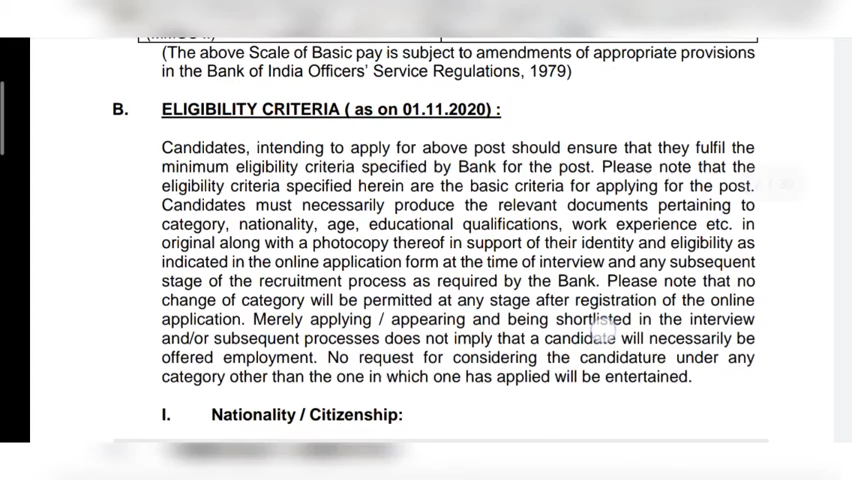 (The above Scale of Basic pay is subject to amendments of appropriate provisions
in the Bank of India Officers' Service Regulations, 1979)
B. ELIGIBILITY CRITERIA ( as on 01.11.2020) :
Candidates, intending to apply for above post should ensure that they fulfil the
minimum eligibility criteria specified by Bank for the post. Please note that the
eligibility criteria specified herein are the basic criteria for applying for the post.
Candidates must necessarily produce the relevant documents pertaining to
category, nationality, age, educational qualifications, work experience etc. in
original along with a photocopy thereof in support of their identity and eligibility as
indicated in the online application form at the time of interview and any subsequent
stage of the recruitment process as required by the Bank. Please note that no
change of category will be permitted at any stage after registration of the online
application. Merely applying / appearing and being shortlisted in the interview
and/or subsequent processes does not imply that a candidate will necessarily be
offered employment. No request for considering the candidature under any
category other than the one in which one has applied will be entertained.
I. Nationality / Citizenship: